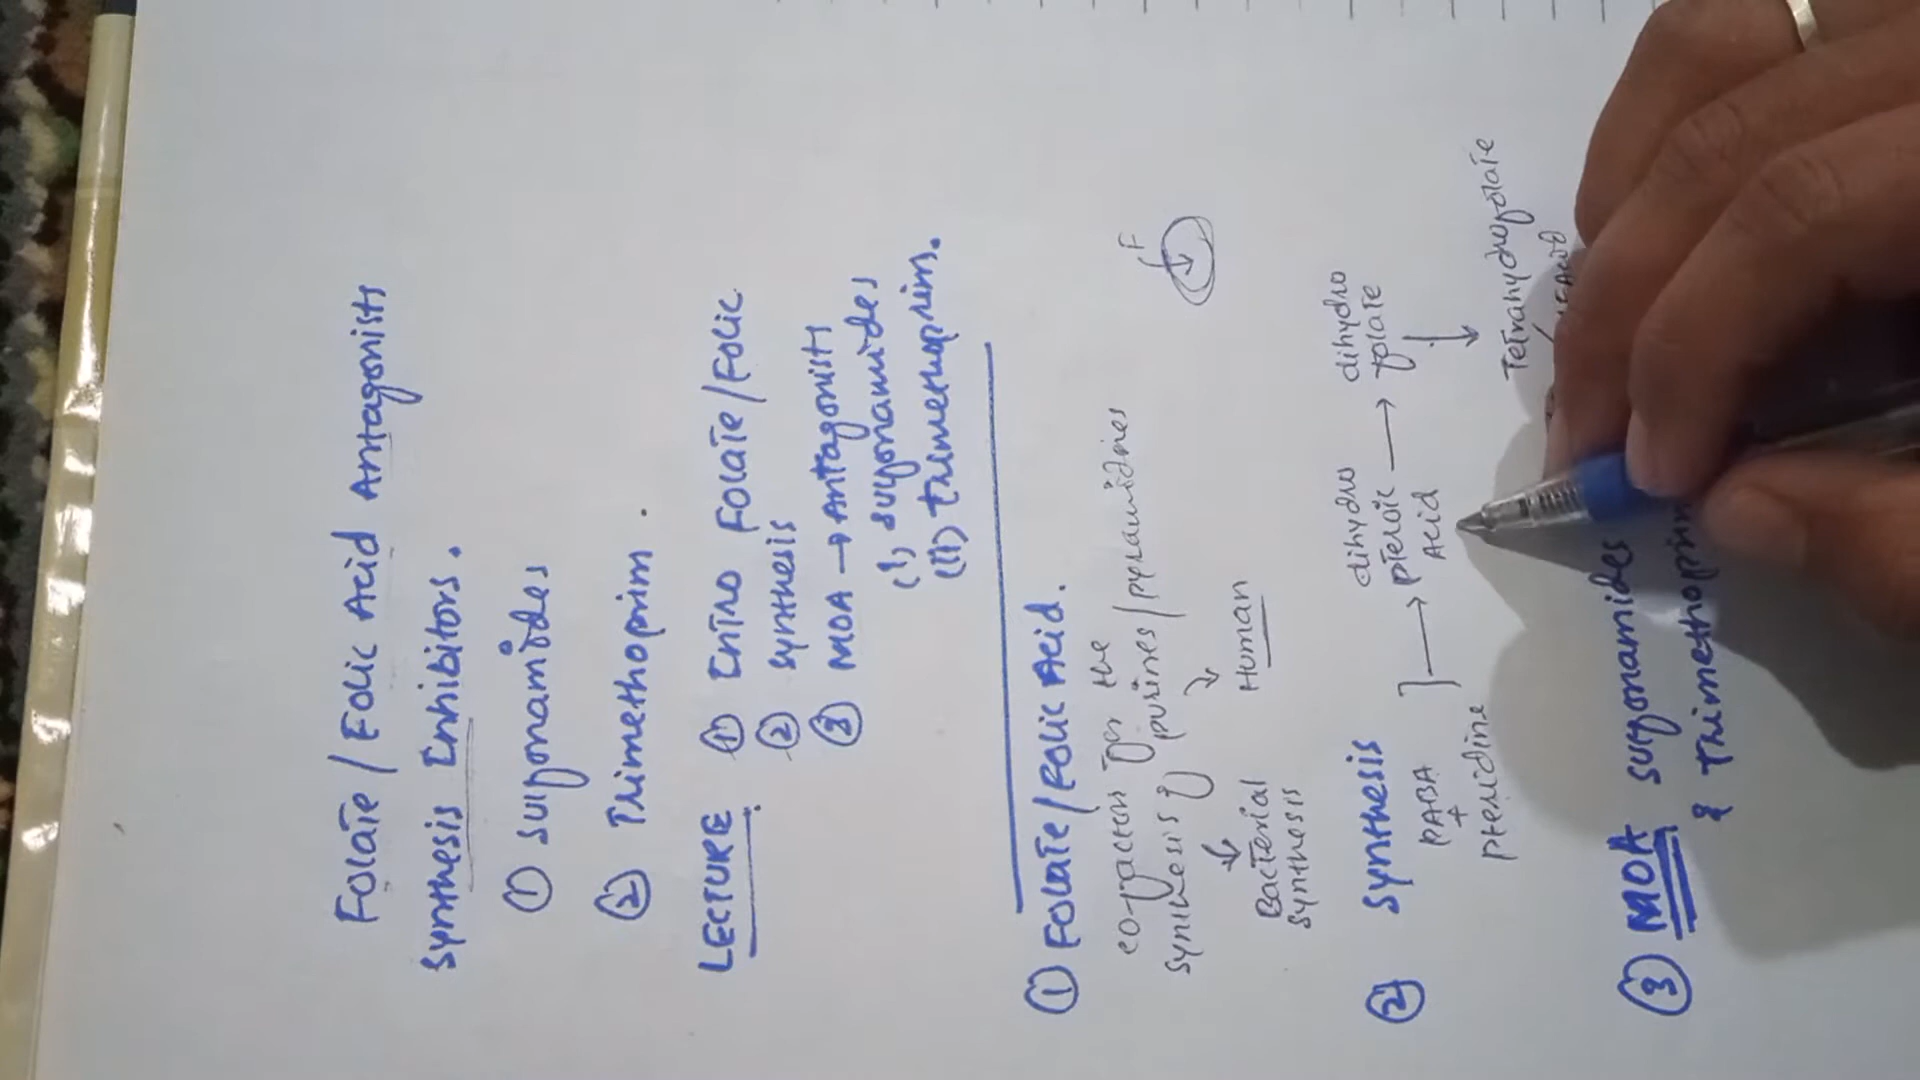 Folate / Folic Acid Antagonists
Synthesis Inhibitors.
① Sulfonamides
② Trimethoprim.
LECTURE: ① Intro Folate / Folic
② Synthesis
③ MOA → Antagonists
(i) Sulfonamides
(ii) Trimethoprim.
① Folate / Folic Acid.
co-factor for the
synthesis of purines / pyramidines
F
Bacterial
synthesis
Human
② Synthesis
PABA
+
pteridine
dihydro
pteroic
Acid
dihydro
folate
Tetrahydrofolate
③ MOA Sulfonamides
& Trimethoprim